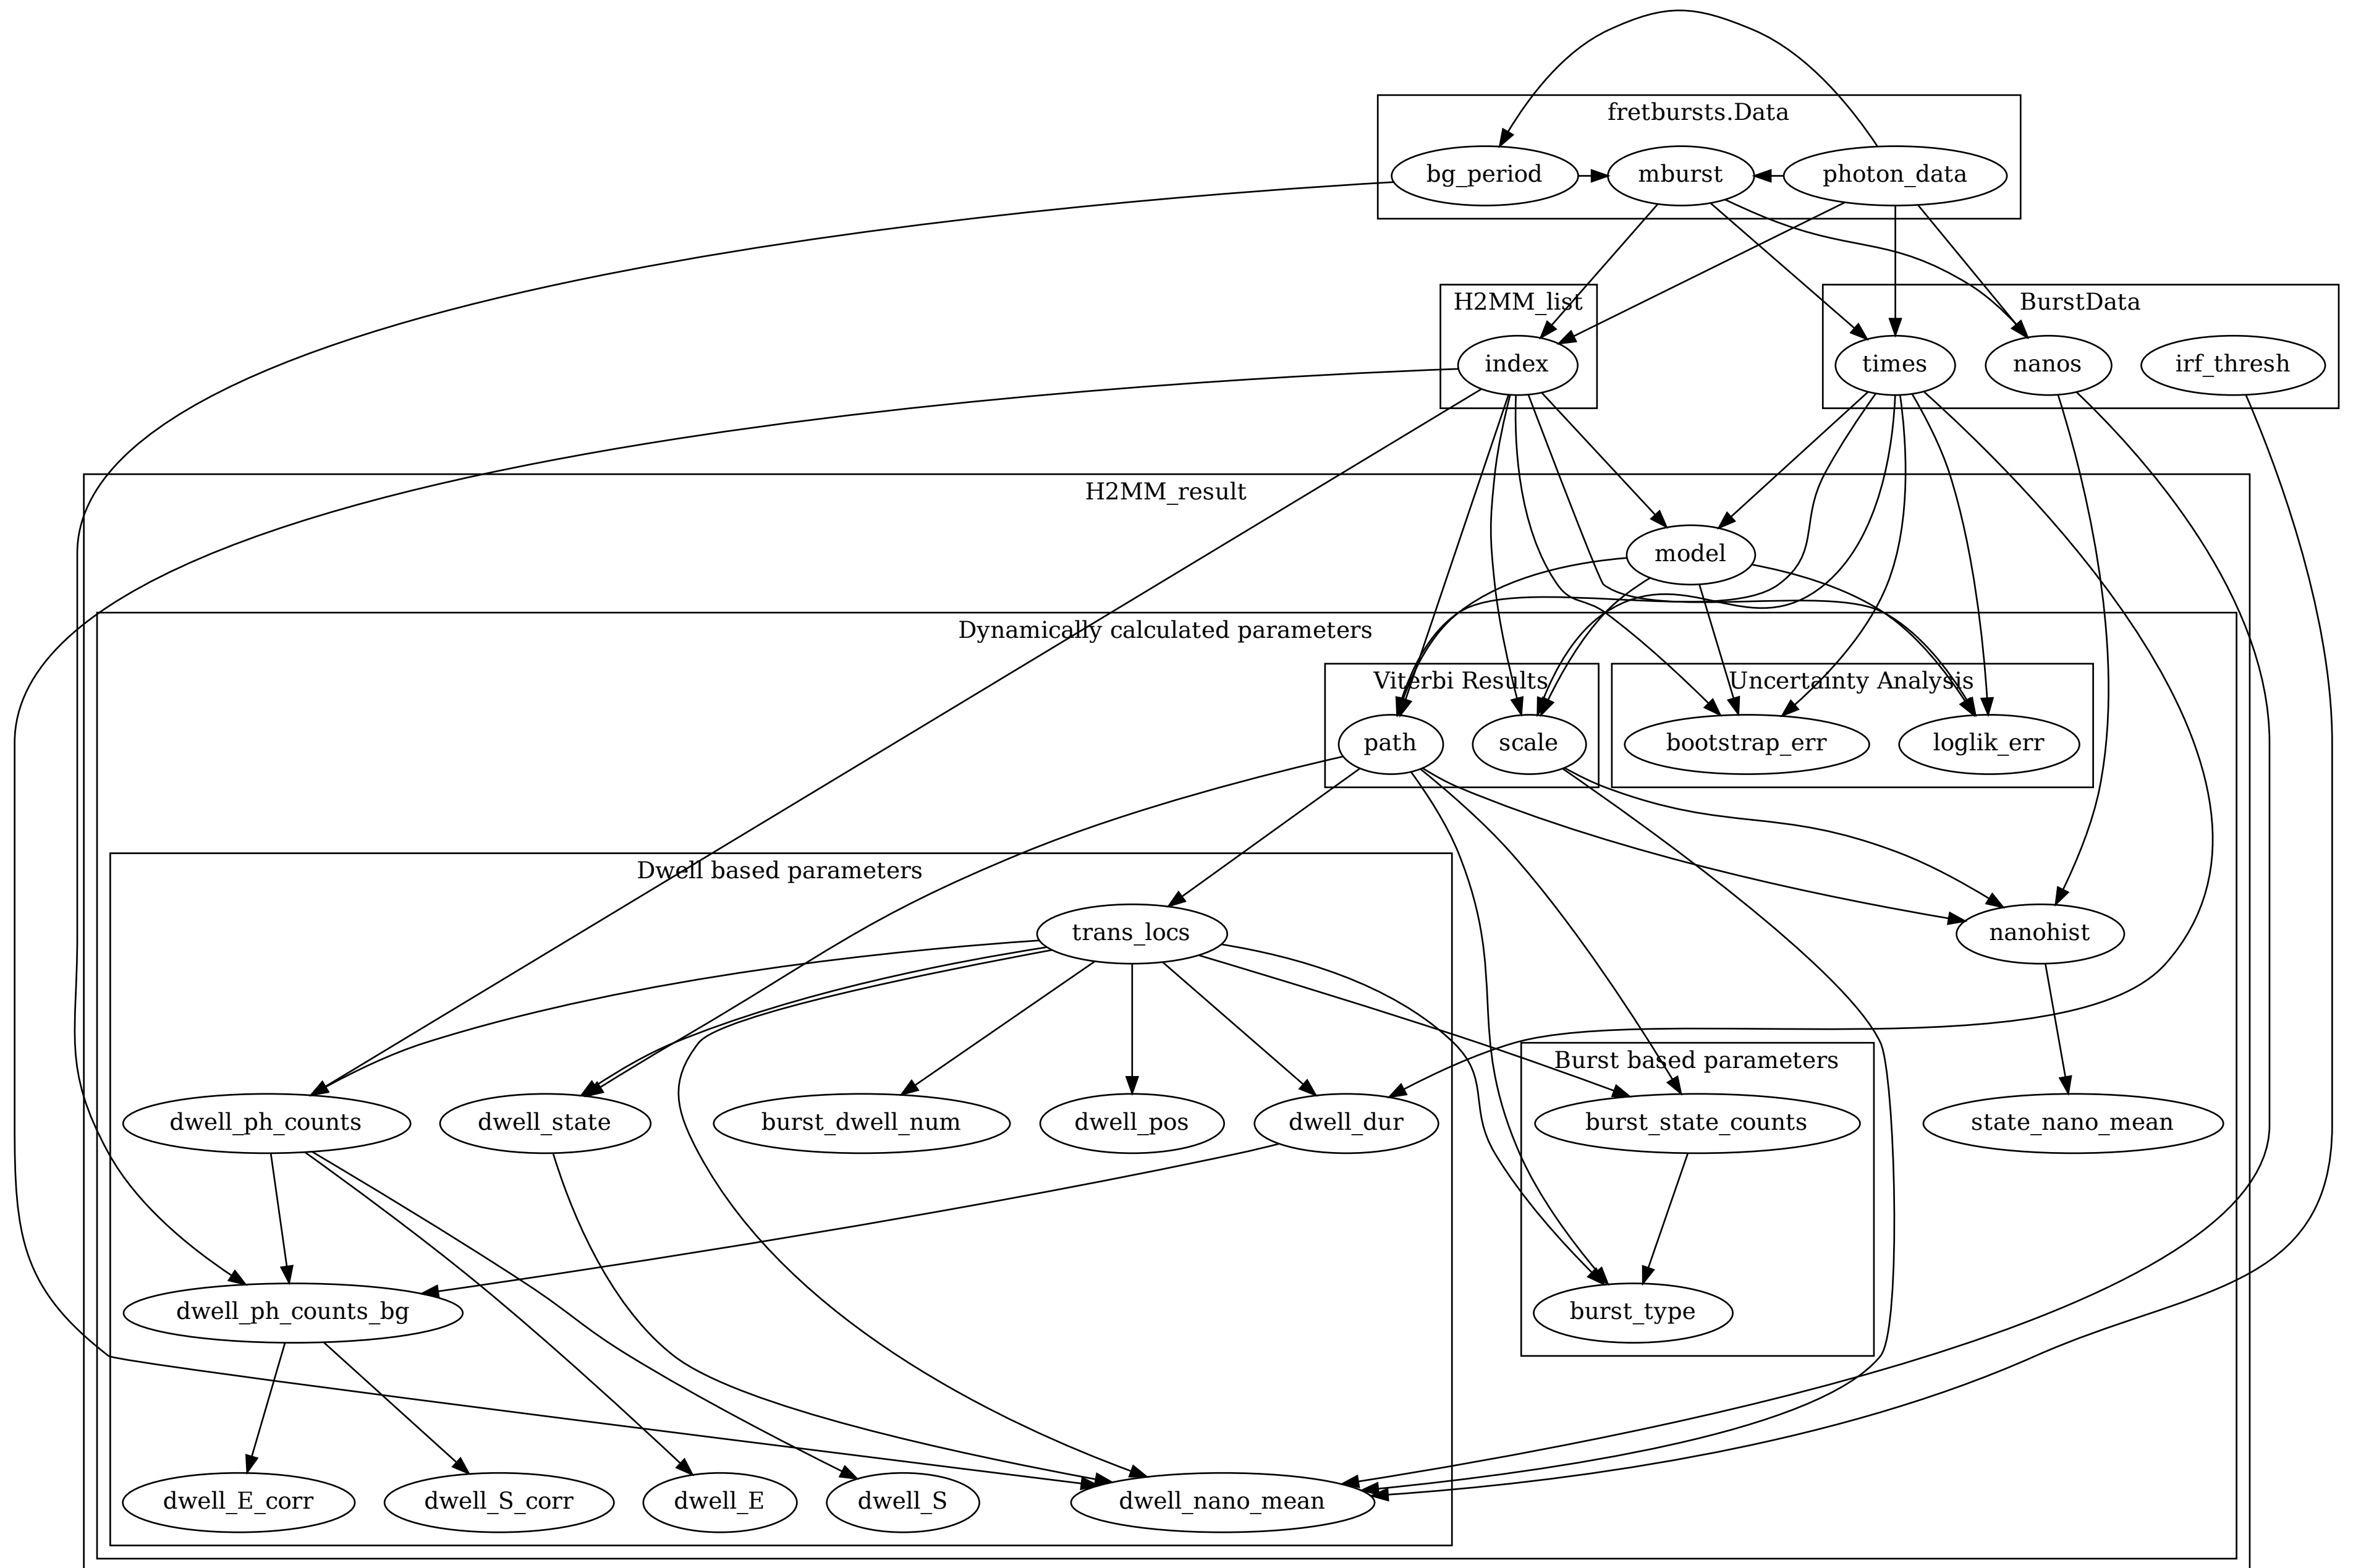 fretbursts.Data
bg_period
mburst
photon_data
H2MM_list
BurstData
index
times
nanos
irf_thresh
H2MM_result
model
Dynamically calculated parameters
Viterbi Results
Uncertainty Analysis
path
scale
bootstrap_err
loglik_err
Dwell based parameters
trans_locs
nanohist
Burst based parameters
dwell_ph_counts
dwell_state
burst_dwell_num
dwell_pos
dwell_dur
burst_state_counts
state_nano_mean
dwell_ph_counts_bg
burst_type
dwell_E_corr
dwell_S_corr
dwell_E
dwell_S
dwell_nano_mean